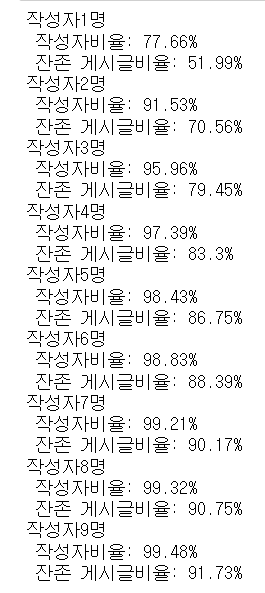 작성자1명
작성자비율: 77.66%
잔존 게시글비율: 51.99%
작성자2명
작성자비율: 91.53%
잔존 게시글비율: 70.56%
작성자3명
작성자비율: 95.96%
잔존 게시글비율: 79.45%
작성자4명
작성자비율: 97.39%
잔존 게시글비율: 83.3%
작성자5명
작성자비율: 98.43%
잔존 게시글비율: 86.75%
작성자6명
작성자비율: 98.83%
잔존 게시글비율: 88.39%
작성자7명
작성자비율: 99.21%
잔존 게시글비율: 90.17%
작성자8명
작성자비율: 99.32%
잔존 게시글비율: 90.75%
작성자9명
작성자비율: 99.48%
잔존 게시글비율: 91.73%